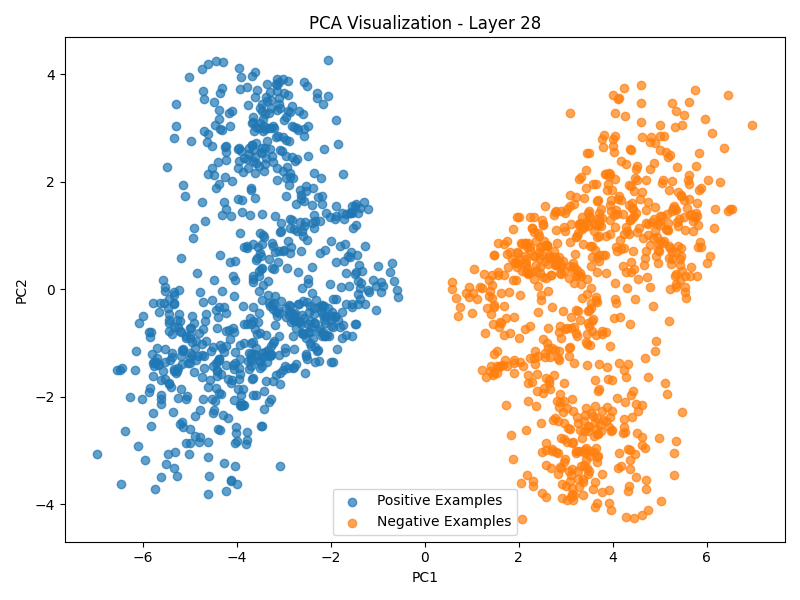 PCA Visualization - Layer 28
4
2
0
−2
−4
PC2
−6
−4
−2
0
2
4
6
PC1
Positive Examples
Negative Examples